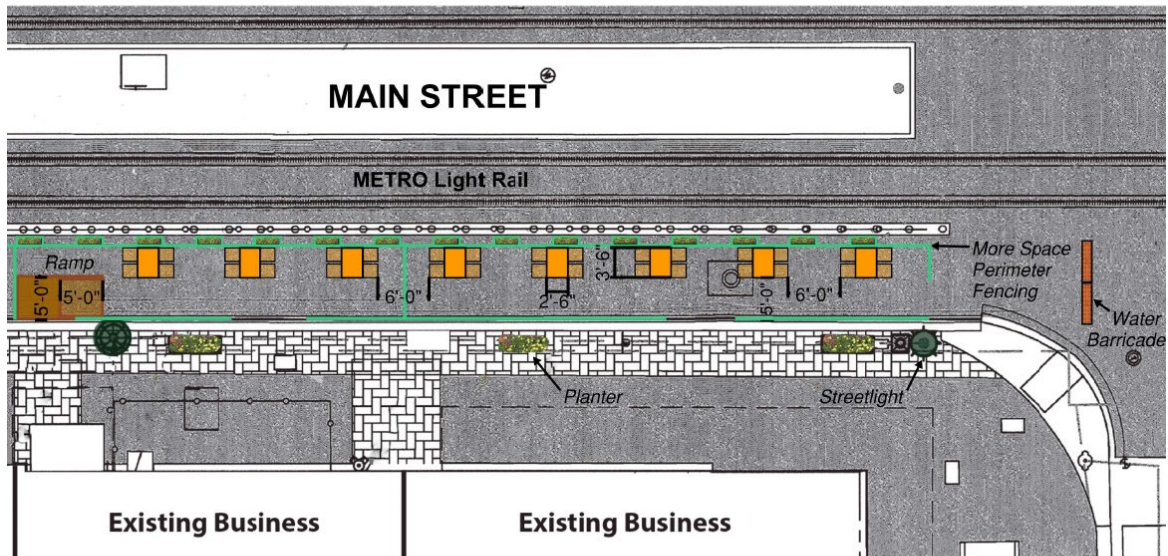 MAIN STREET
METRO Light Rail
Ramp
5'-0"
5'-0"
6'-0"
3'-6"
2'-6"
5'-0"
6'-0"
More Space
Perimeter
Fencing
Water
Barricade
Planter
Streetlight
Existing Business
Existing Business